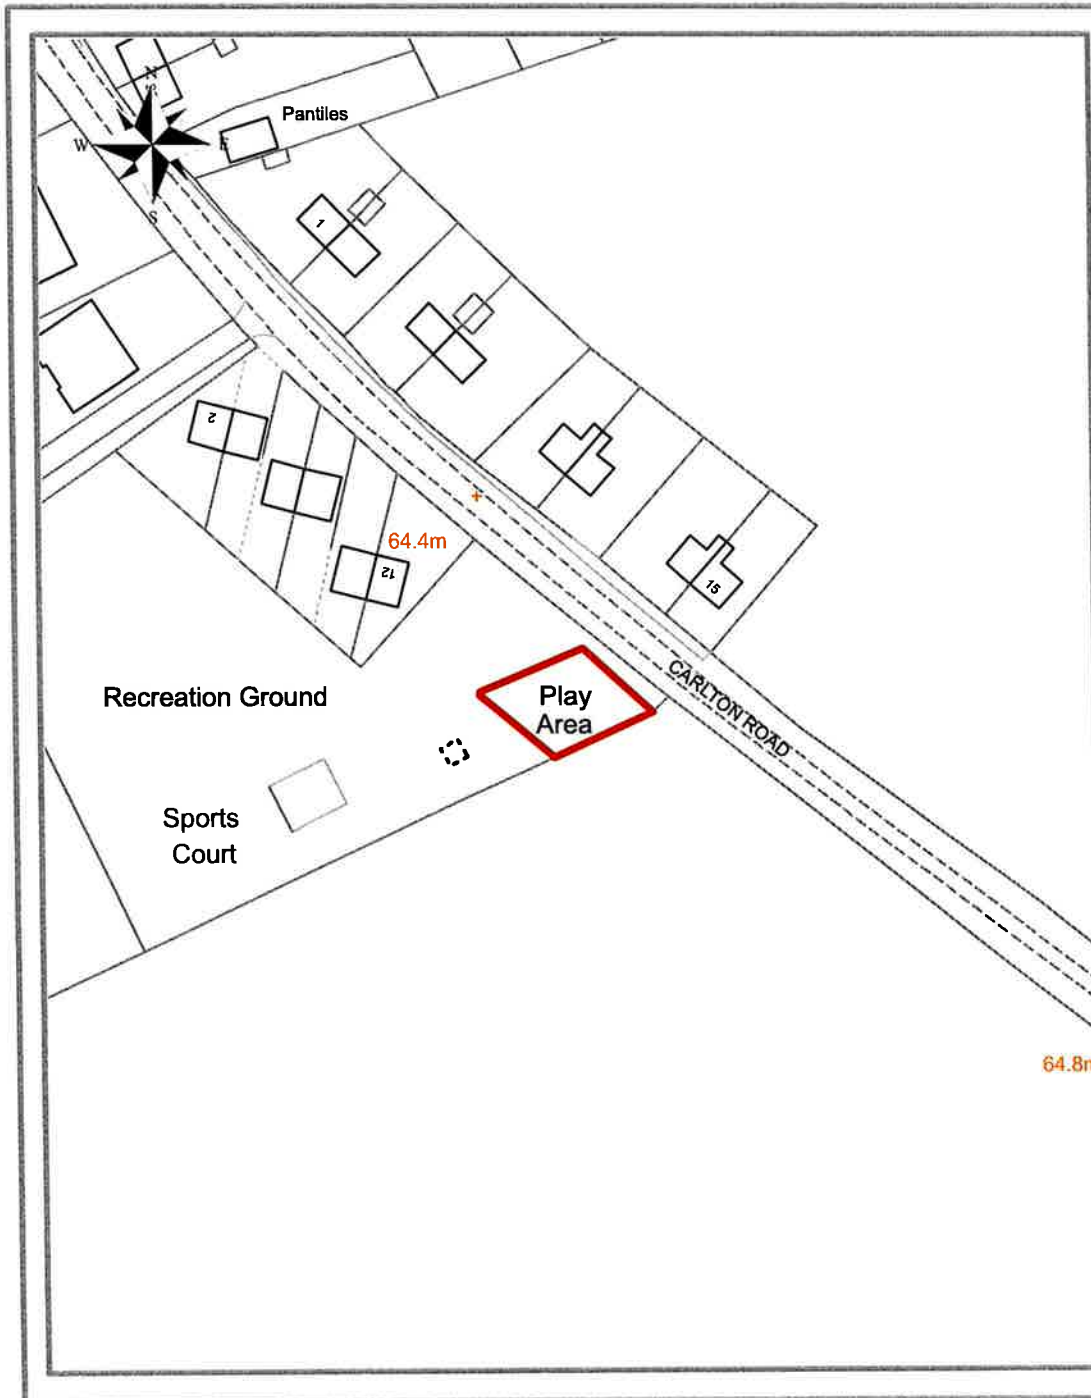 N
Pantiles
W
E
S
1
2
64.4m
12
15
CARLTON ROAD
Recreation Ground
Play
Area
Sports
Court
64.8m